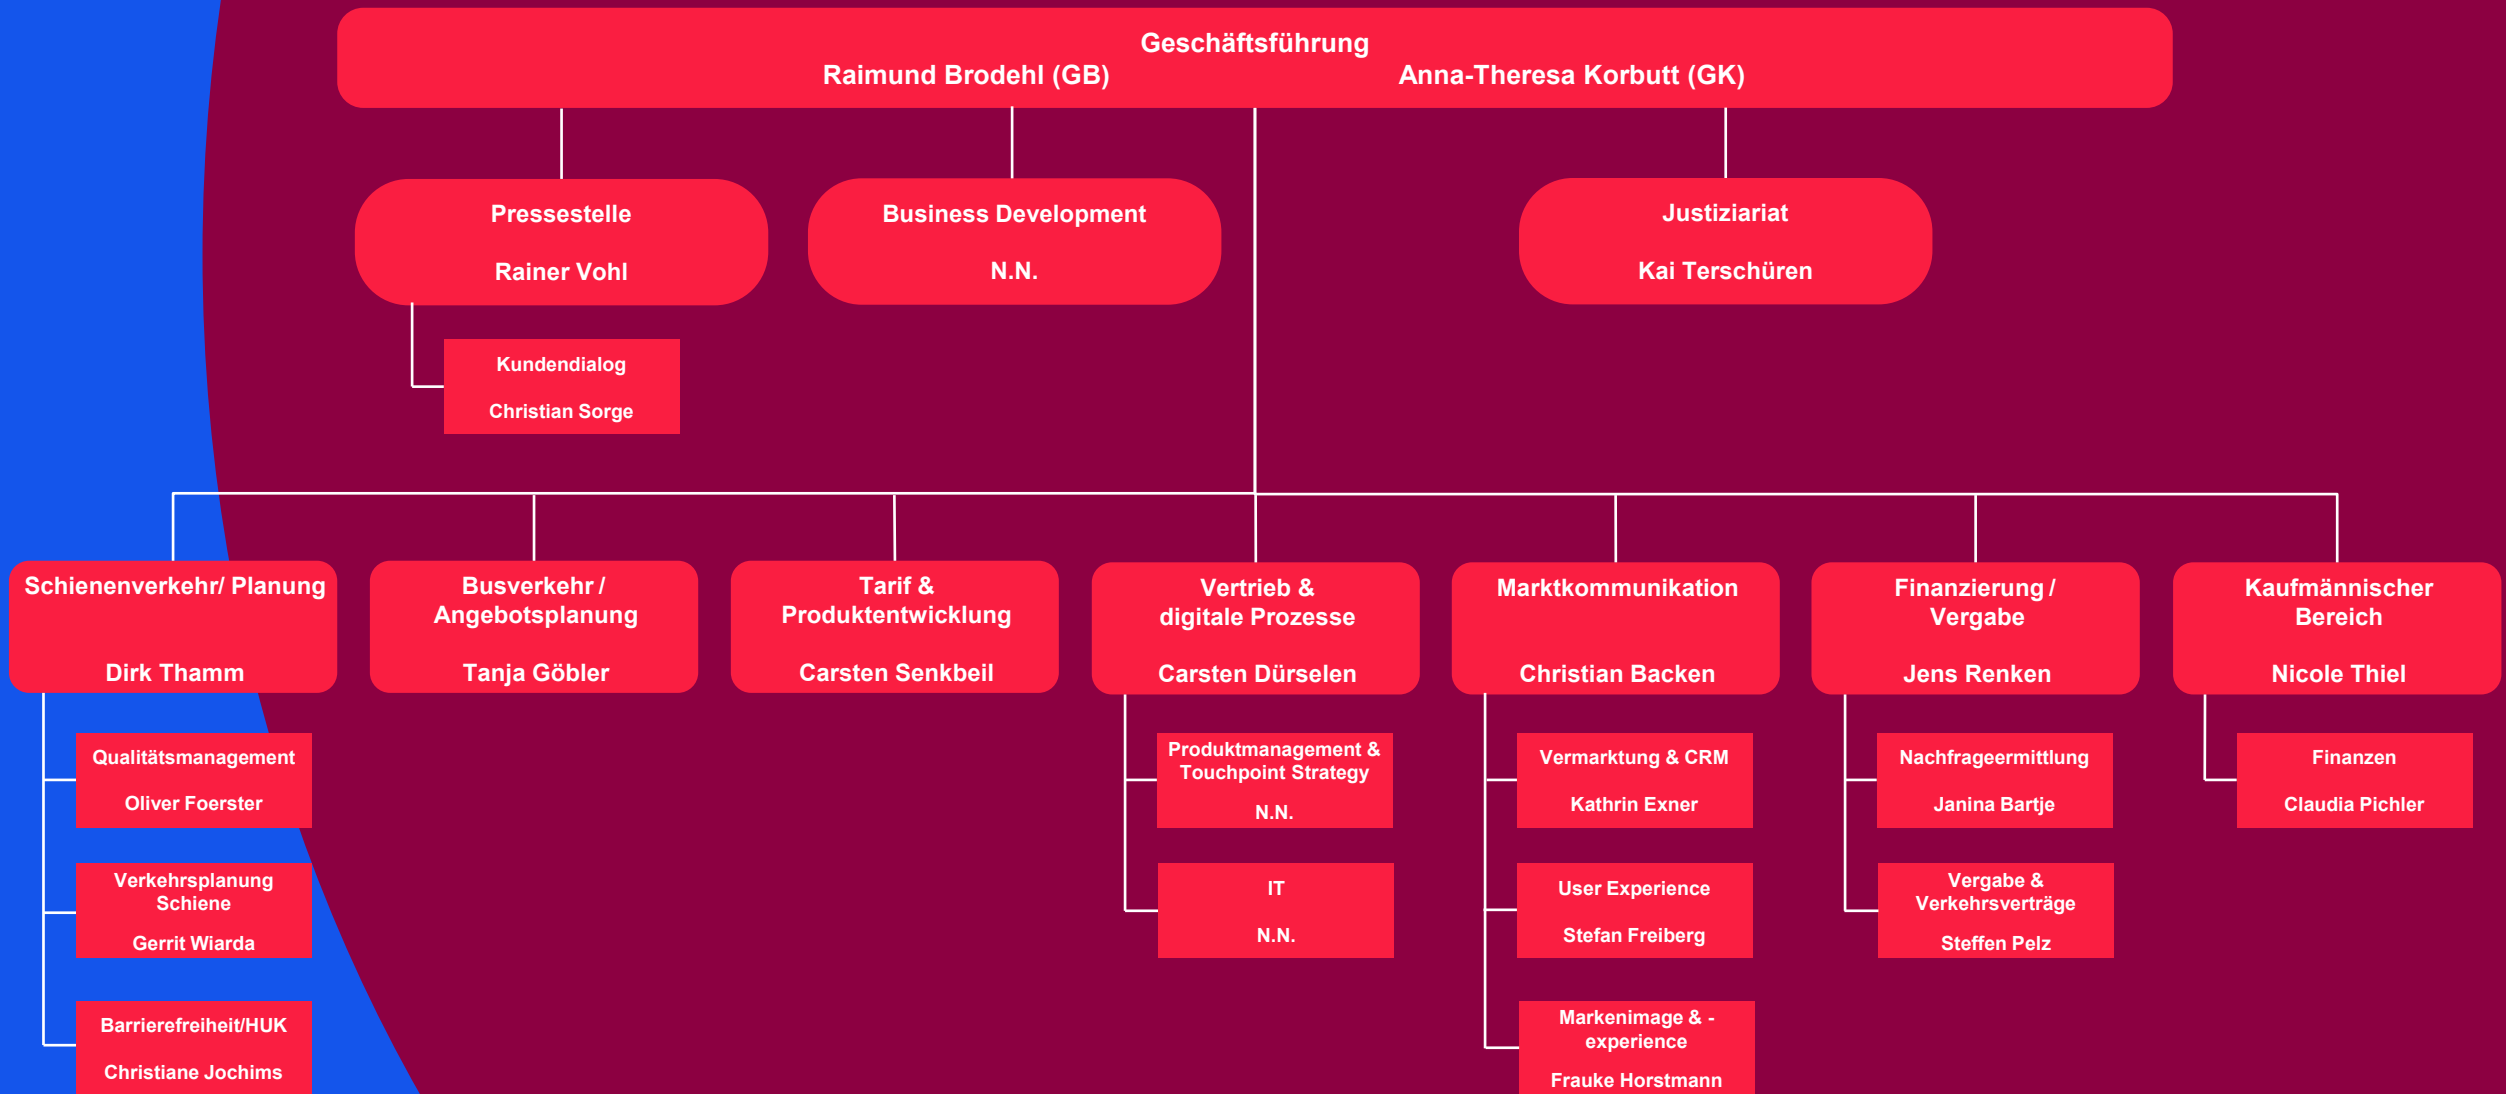 Geschäftsführung
Raimund Brodehl (GB) Anna-Theresa Korbutt (GK)
Pressestelle
Rainer Vohl
Business Development
N.N.
Justiziariat
Kai Terschüren
Kundendialog
Christian Sorge
Schienenverkehr/ Planung
Dirk Thamm
Busverkehr /
Angebotsplanung
Tanja Göbler
Tarif &
Produktentwicklung
Carsten Senkbeil
Vertrieb &
digitale Prozesse
Carsten Dürselen
Marktkommunikation
Christian Backen
Finanzierung /
Vergabe
Jens Renken
Kaufmännischer
Bereich
Nicole Thiel
Qualitätsmanagement
Oliver Foerster
Verkehrsplanung
Schiene
Gerrit Wiarda
Barrierefreiheit/HUK
Christiane Jochims
Produktmanagement &
Touchpoint Strategy
N.N.
IT
N.N.
Vermarktung & CRM
Kathrin Exner
User Experience
Stefan Freiberg
Markenimage & -
experience
Frauke Horstmann
Nachfrageermittlung
Janina Bartje
Vergabe &
Verkehrsverträge
Steffen Pelz
Finanzen
Claudia Pichler